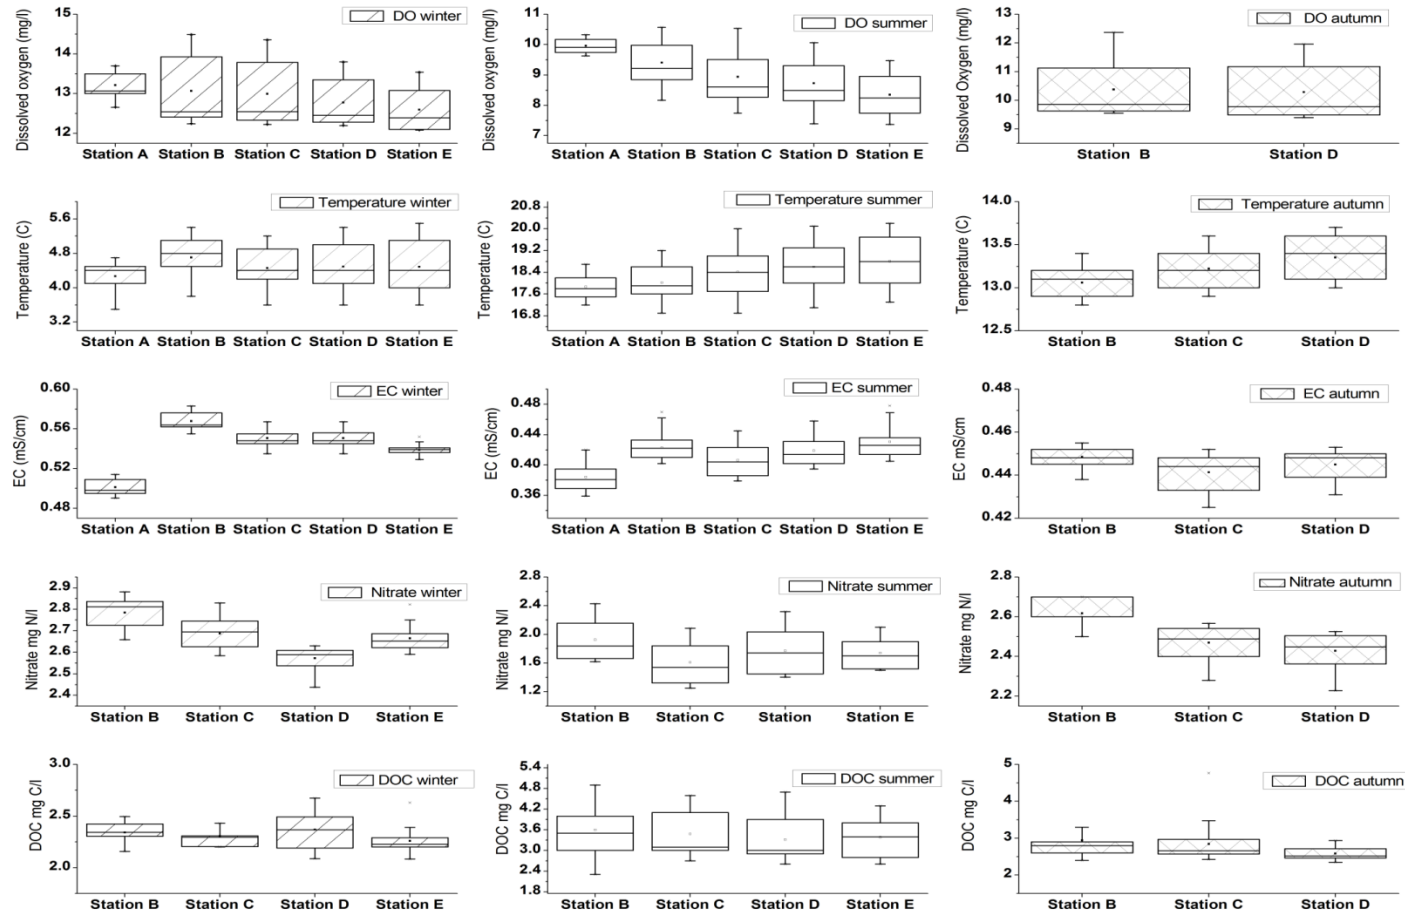 DO winter
Dissolved oxygen (mg/l)
15
14
13
12
Station A Station B Station C Station D Station E
DO summer
Dissolved oxygen (mg/l)
11
10
9
8
7
Station A Station B Station C Station D Station E
DO autumn
Dissolved Oxygen (mg/l)
13
12
11
10
9
Station B Station D
Temperature winter
Temperature (C)
5.6
4.8
4.0
3.2
Station A Station B Station C Station D Station E
Temperature summer
Temperature (C)
20.8
20.0
19.2
18.4
17.6
16.8
Station A Station B Station C Station D Station E
Temperature autumn
Temperature (C)
14.0
13.5
13.0
12.5
Station B Station C Station D
EC winter
EC (mS/cm)
0.60
0.56
0.52
0.48
Station A Station B Station C Station D Station E
EC summer
EC (mS/cm)
0.48
0.44
0.40
0.36
Station A Station B Station C Station D Station E
EC autumn
EC mS/cm
0.48
0.46
0.44
0.42
Station B Station C Station D
Nitrate winter
Nitrate mg N/l
2.9
2.8
2.7
2.6
2.5
2.4
Station B Station C Station D Station E
Nitrate summer
Nitrate mg N/l
2.8
2.4
2.0
1.6
1.2
Station B Station C Station Station E
Nitrate autumn
Nitrate mg N/l
2.8
2.6
2.4
2.2
Station B Station C Station D
DOC winter
DOC mg C/l
3.0
2.5
2.0
Station B Station C Station D Station E
DOC summer
DOC mg C/l
5.4
4.8
4.2
3.6
3.0
2.4
1.8
Station B Station C Station D Station E
DOC autumn
DOC mg C/l
5
4
3
2
Station B Station C Station D